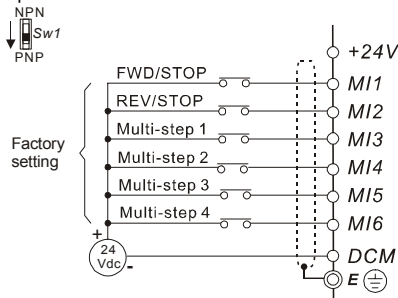 NPN
Sw1
PNP
+24V
FWD/STOP
MI1
REV/STOP
MI2
Multi-step 1
MI3
Factory
setting
Multi-step 2
MI4
Multi-step 3
MI5
Multi-step 4
MI6
+
24
Vdc
-
DCM
E